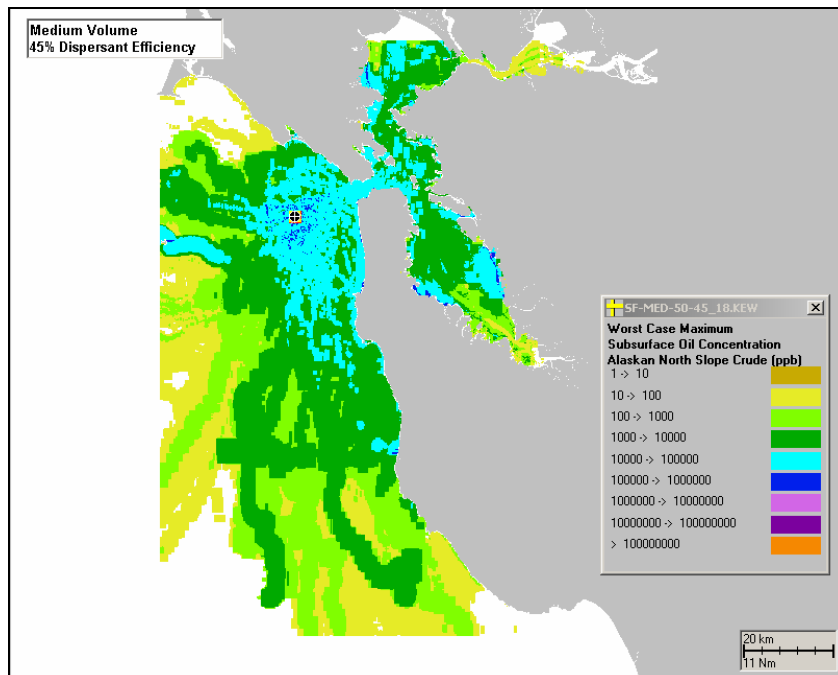 Medium Volume
45% Dispersant Efficiency
SF-MED-50-45_18.KEW
Worst Case Maximum
Subsurface Oil Concentration
Alaskan North Slope Crude (ppb)
1 -> 10
10 -> 100
100 -> 1000
1000 -> 10000
10000 -> 100000
100000 -> 1000000
1000000 -> 10000000
10000000 -> 100000000
> 100000000
20 km
11 Nm